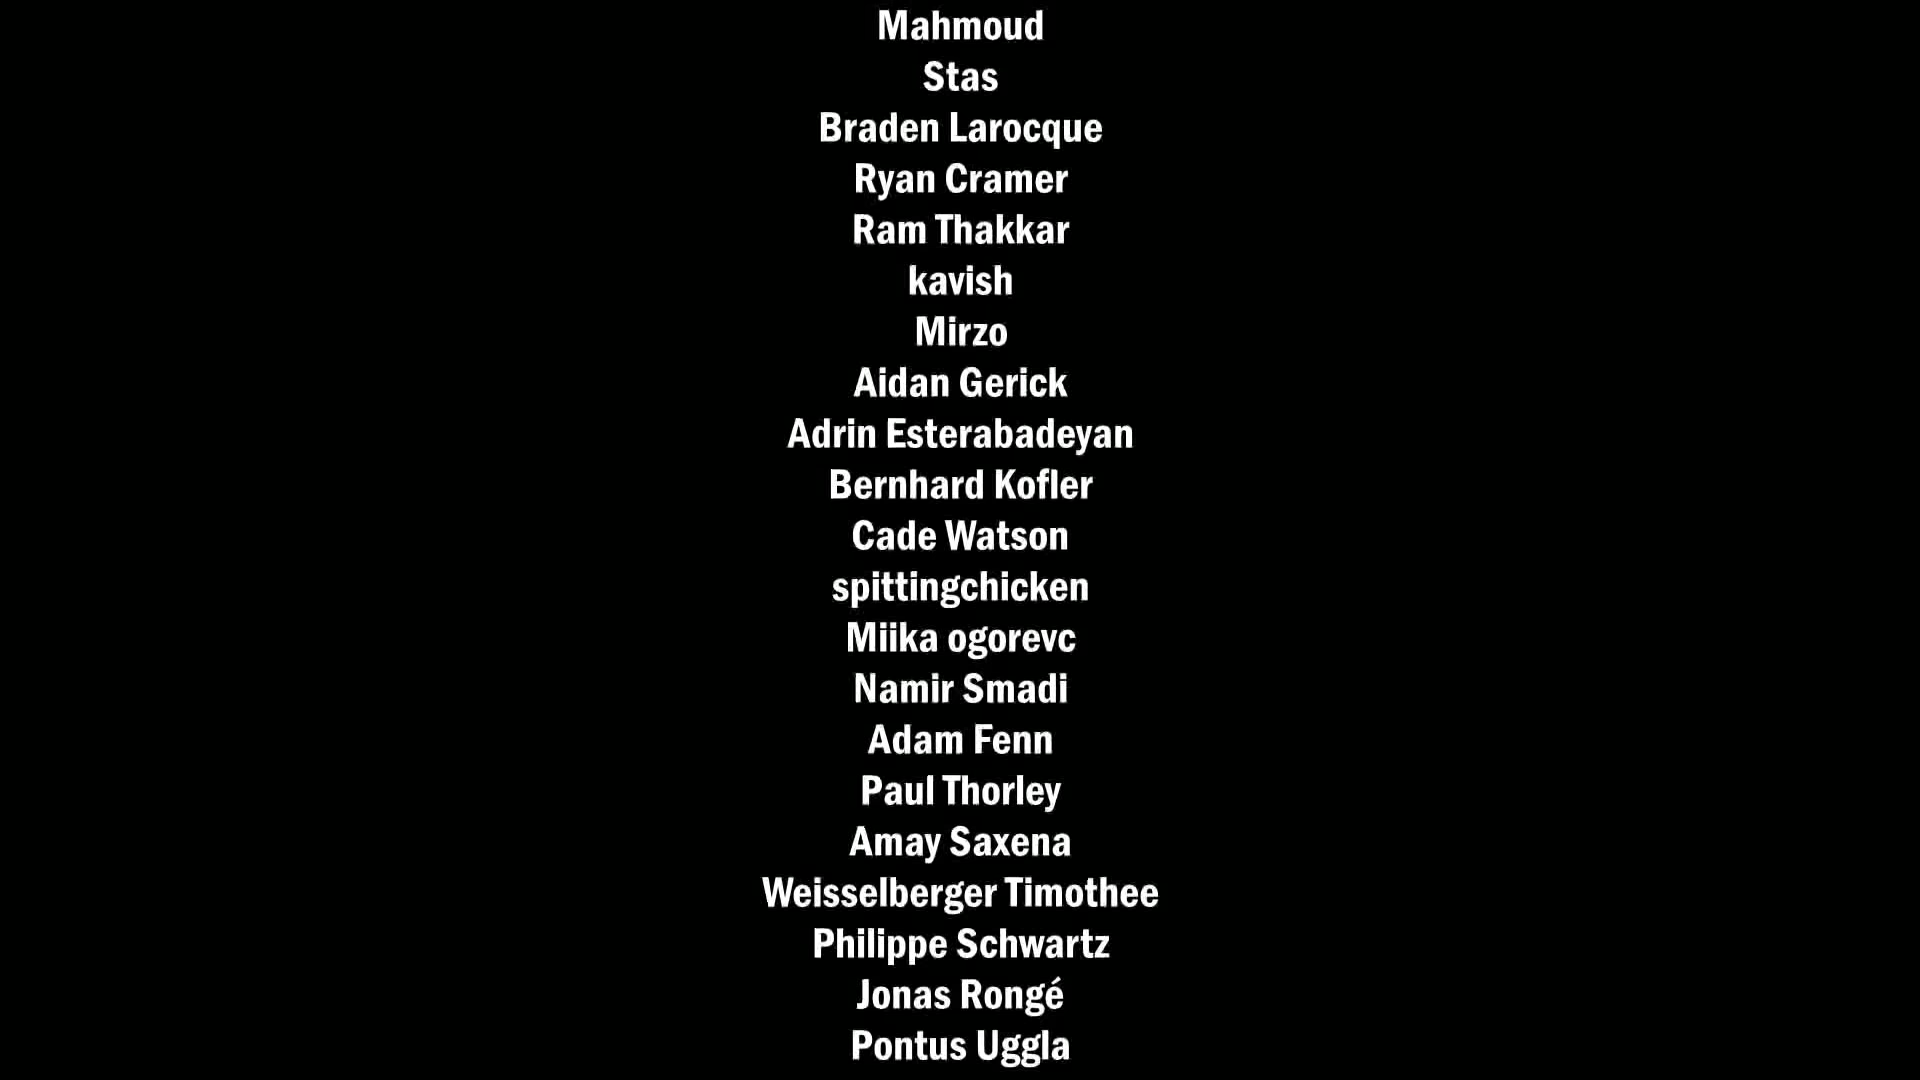 Mahmoud
Stas
Braden Larocque
Ryan Cramer
Ram Thakkar
kavish
Mirzo
Aidan Gerick
Adrin Esterabadeyan
Bernhard Kofler
Cade Watson
spittingchicken
Miika ogorevc
Namir Smadi
Adam Fenn
Paul Thorley
Amay Saxena
Weisselberger Timothee
Philippe Schwartz
Jonas Rongé
Pontus Uggla